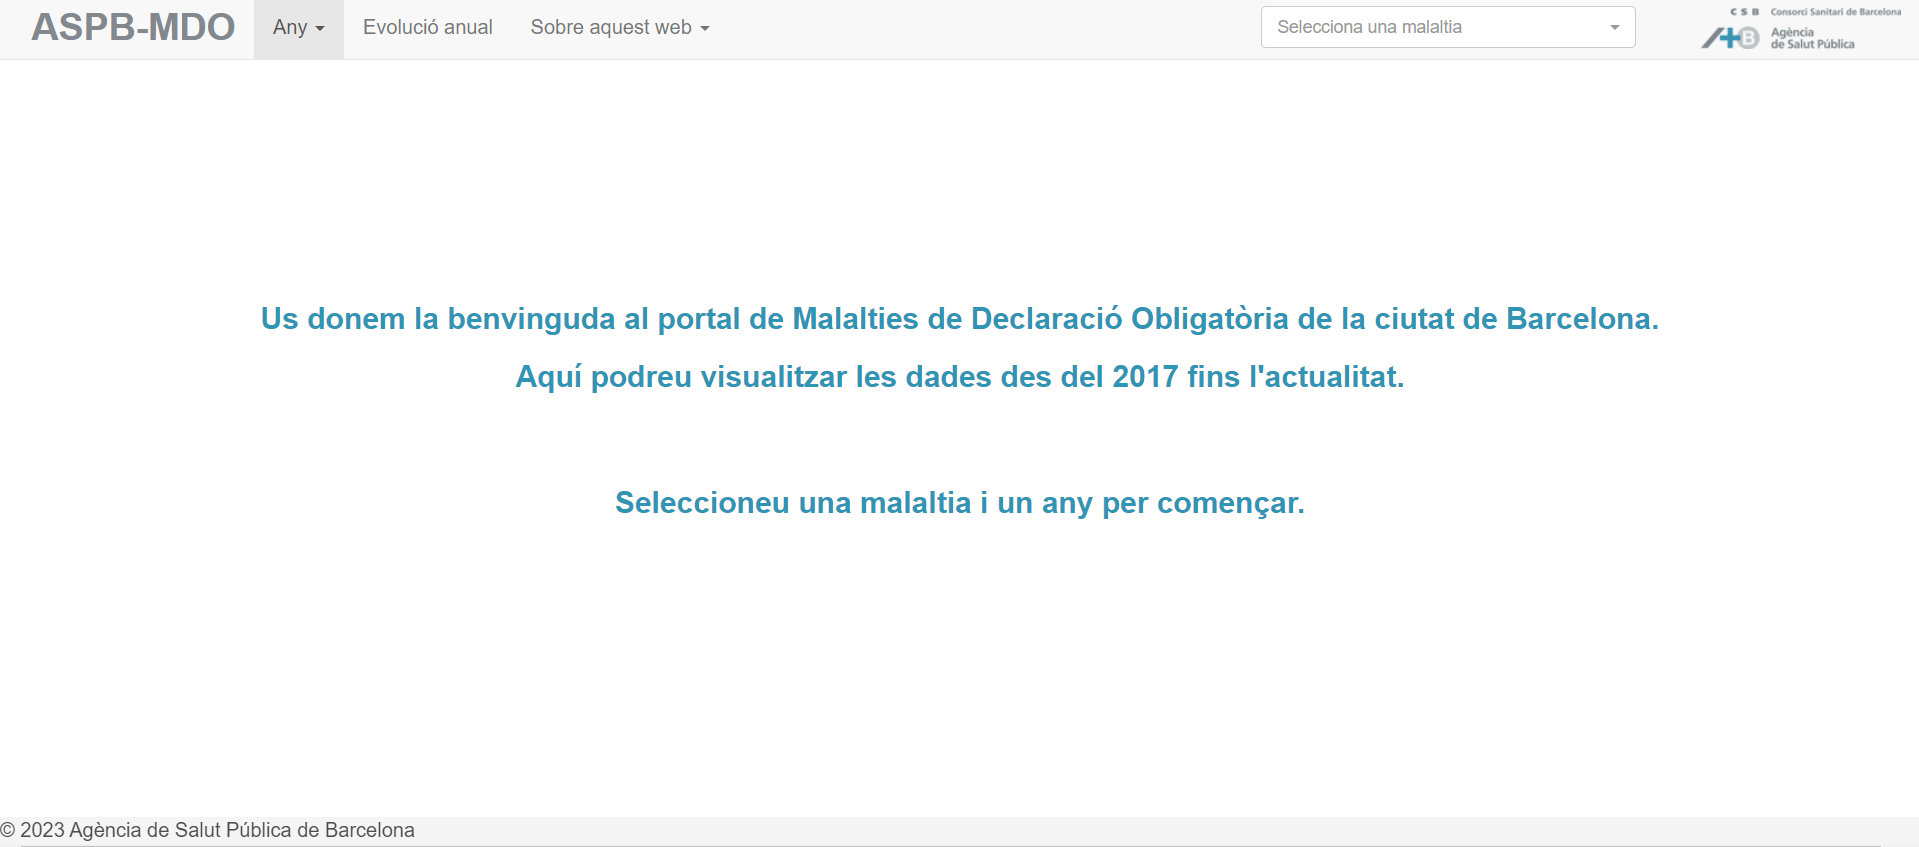 ASPB-MDO
Any
Evolució anual
Sobre aquest web
Selecciona una malaltia
CSB Consorci Sanitari de Barcelona
A+B Agència
de Salut Pública
Us donem la benvinguda al portal de Malalties de Declaració Obligatòria de la ciutat de Barcelona.
Aquí podreu visualitzar les dades des del 2017 fins l'actualitat.
Seleccioneu una malaltia i un any per començar.
© 2023 Agència de Salut Pública de Barcelona